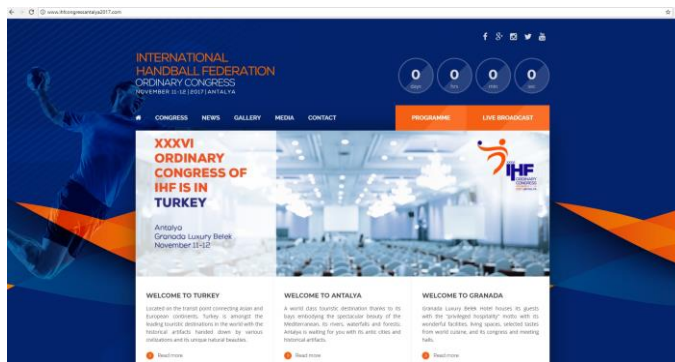 www.ihfcongressantalya2017.com
INTERNATIONAL
HANDBALL FEDERATION
ORDINARY CONGRESS
NOVEMBER 11-12 | 2017 | ANTALYA
0 0 0 0
days hrs min sec
CONGRESS NEWS GALLERY MEDIA CONTACT PROGRAMME LIVE BROADCAST
XXXVI
ORDINARY
CONGRESS OF
IHF IS IN
TURKEY
Antalya
Granada Luxury Belek
November 11-12
XXXVI
IHF
ORDINARY
CONGRESS
WELCOME TO TURKEY
Located on the transit point connecting Asian and
European continents, Turkey is amongst the
leading touristic destinations in the world with the
historical artifacts handed down by various
civilisations and its unique natural beauties.
Read more
WELCOME TO ANTALYA
A world class touristic destination thanks to its
bays embodying the spectacular beauty of the
Mediterranean, its rivers, waterfalls and forests;
Antalya is waiting for you with its antic cities and
historical artifacts.
Read more
WELCOME TO GRANADA
Granada Luxury Belek Hotel houses its guests
with the "privileged hospitality" motto with its
wonderful facilities, living spaces, selected tastes
from world cuisine, and its congress and meeting
halls.
Read more